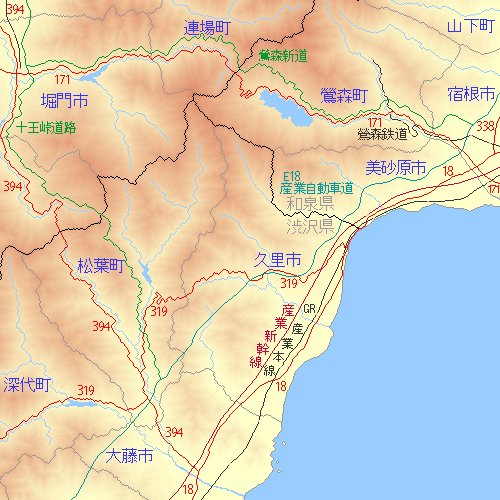 394
連場町
山下町
鶯森新道
171
堀門市
鶯森町
宿根市
171
338
十王峠道路
鶯森鉄道
美砂原市
18
E18
産業自動車道
394
171
和泉県
渋沢県
久里市
松葉町
319
319
GR
産業新幹線
産業本線
394
深代町
319
18
394
大藤市
18